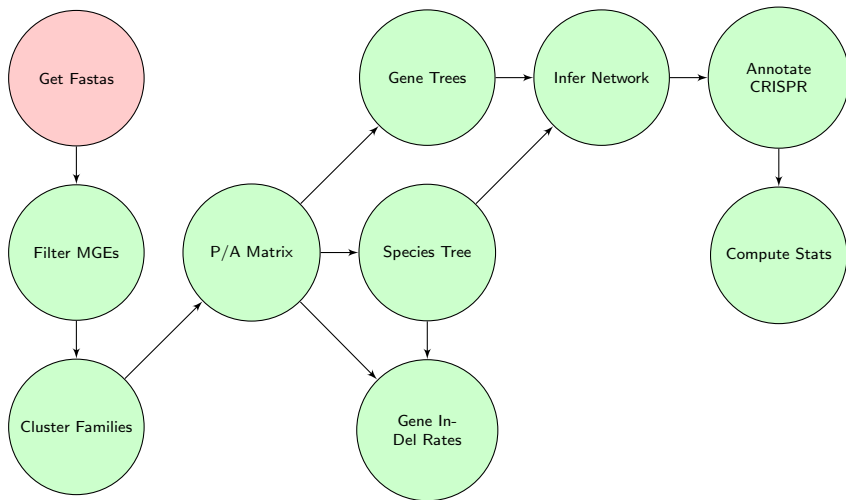 Get Fastas
Gene Trees
Infer Network
Annotate
CRISPR
Filter MGEs
P/A Matrix
Species Tree
Compute Stats
Cluster Families
Gene In-
Del Rates